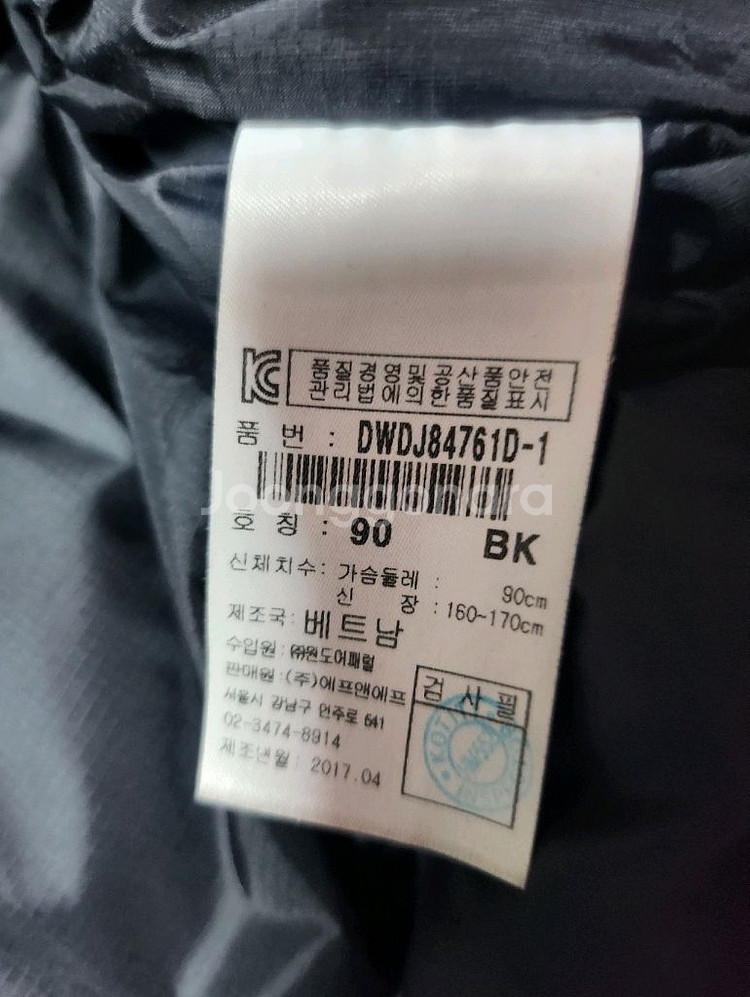 KC 품질경영및공산품안전
관리법에의한품질표시
품 번 : DWDJ84761D-1
Joonggonara
호 칭 : 90 BK
신체치수: 가슴둘레 : 90cm
신 장 : 160~170cm
제조국: 베트남
수입원 : ㈜원도어패럴
판매원 : (주)에프앤에프
서울시 강남구 언주로 641
02-3474-8914
제조년월 : 2017.04
검 사 필